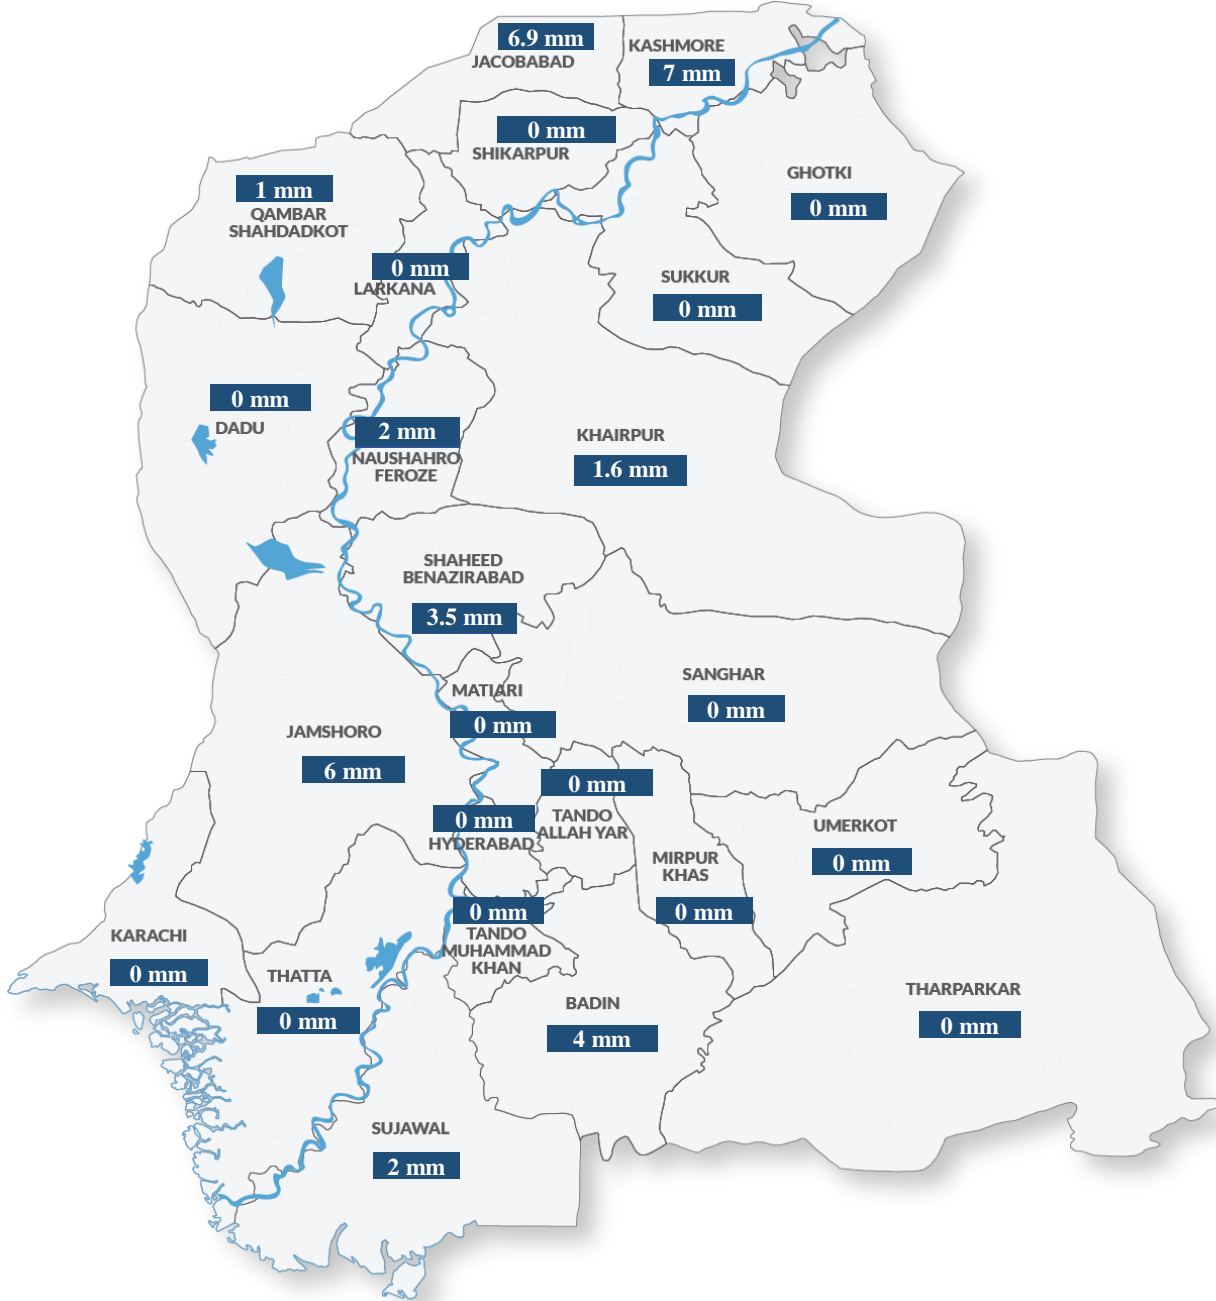 6.9 mm
JACOBABAD
KASHMORE
7 mm
0 mm
SHIKARPUR
GHOTKI
0 mm
1 mm
QAMBAR
SHAHDADKOT
0 mm
LARKANA
SUKKUR
0 mm
0 mm
DADU
2 mm
NAUSHAHRO
FEROZE
KHAIRPUR
1.6 mm
SHAHEED
BENAZIRABAD
3.5 mm
SANGHAR
0 mm
MATIARI
0 mm
JAMSHORO
6 mm
0 mm
TANDO
ALLAH YAR
0 mm
HYDERABAD
UMERKOT
0 mm
MIRPUR
KHAS
0 mm
0 mm
TANDO
MUHAMMAD
KHAN
KARACHI
0 mm
THATTA
0 mm
BADIN
4 mm
THARPARKAR
0 mm
SUJAWAL
2 mm